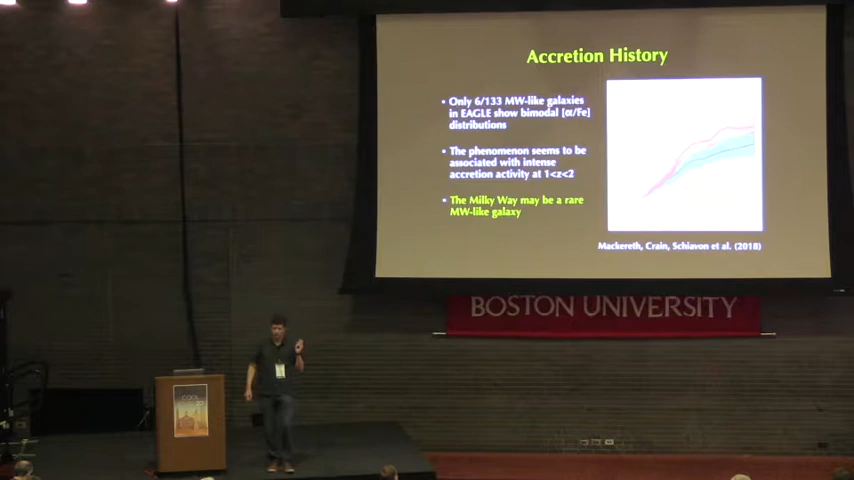 Accretion History
• Only 6/133 MW-like galaxies
in EAGLE show bimodal [α/Fe]
distributions
• The phenomenon seems to be
associated with intense
accretion activity at 1<z<2
• The Milky Way may be a rare
MW-like galaxy
Mackereth, Crain, Schiavon et al. (2018)
BOSTON UNIVERSITY
COOL